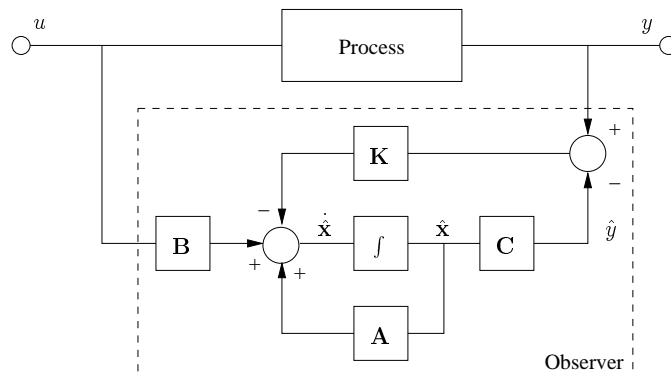 u
Process
y
+
K
−
−
ẋ̂
∫
x̂
C
ŷ
B
+
+
A
Observer